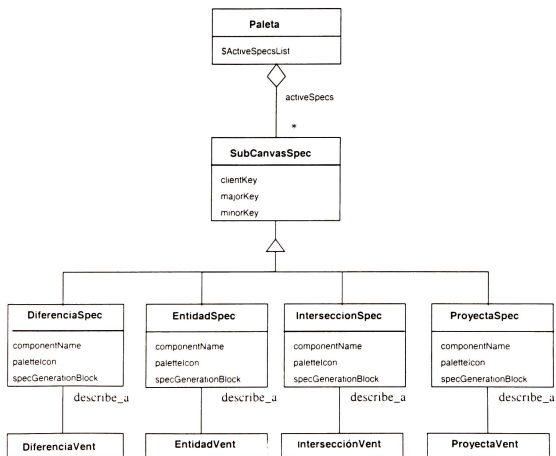 Paleta
$ActiveSpecsList
activeSpecs
*
SubCanvasSpec
clientKey
majorKey
minorKey
DiferenciaSpec
componentName
paletteIcon
specGenerationBlock
describe_a
EntidadSpec
componentName
paletteIcon
specGenerationBlock
describe_a
InterseccionSpec
componentName
paletteIcon
specGenerationBlock
describe_a
ProyectaSpec
componentName
paletteIcon
specGenerationBlock
describe_a
DiferenciaVent
EntidadVent
IntersecciónVent
ProyectaVent